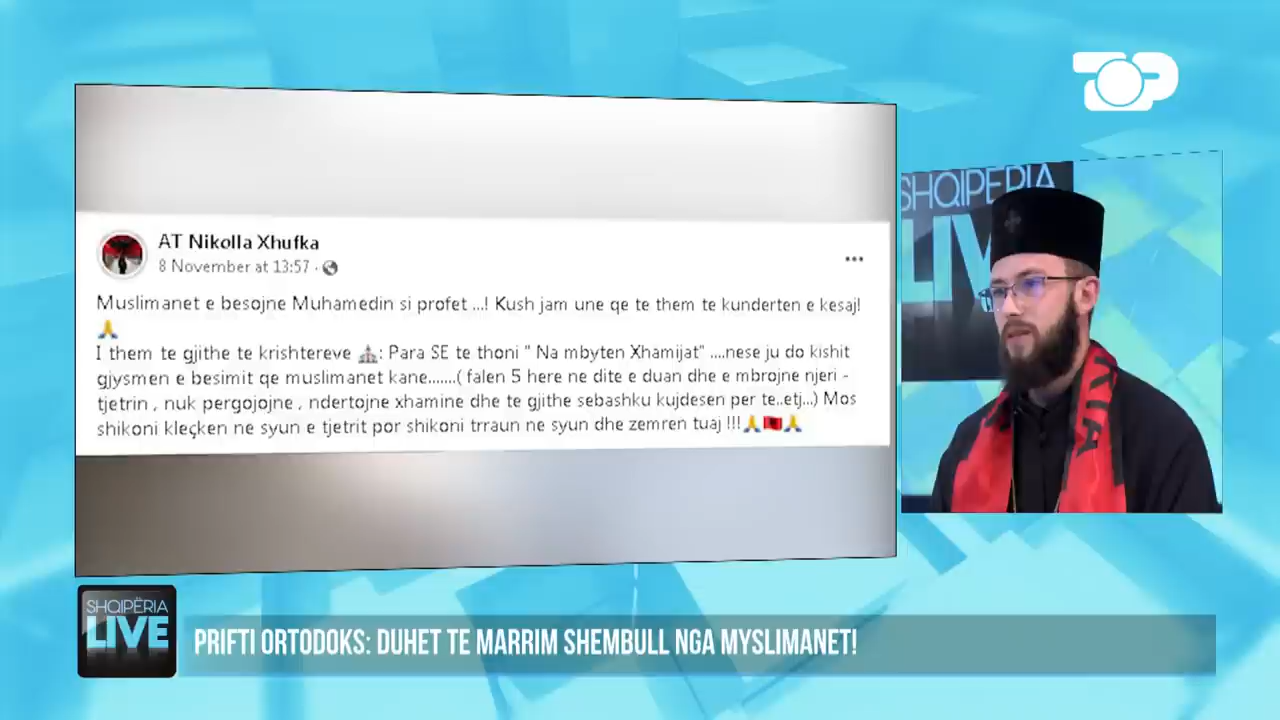 TOP
SHQIPERIA
LIV
AT Nikolla Xhufka
8 November at 13:57 ·
Muslimanet e besojne Muhamedin si profet ...! Kush jam une qe te them te kunderten e kesaj!
🙏
I them te gjithe te krishtereve ⛪: Para SE te thoni " Na mbyten Xhamijat" ....nese ju do kishit
gjysmen e besimit qe muslimanet kane.......( falen 5 here ne dite e duan dhe e mbrojne njeri -
tjetrin , nuk pergojojne , ndertojne xhamine dhe te gjithe sebashku kujdesen per te..etj...) Mos
shikoni kleçken ne syun e tjetrit por shikoni trraun ne syun dhe zemren tuaj !!!🙏🇦🇱🙏
SHQIPËRIA
LIVE
PRIFTI ORTODOKS: DUHET TE MARRIM SHEMBULL NGA MYSLIMANET!